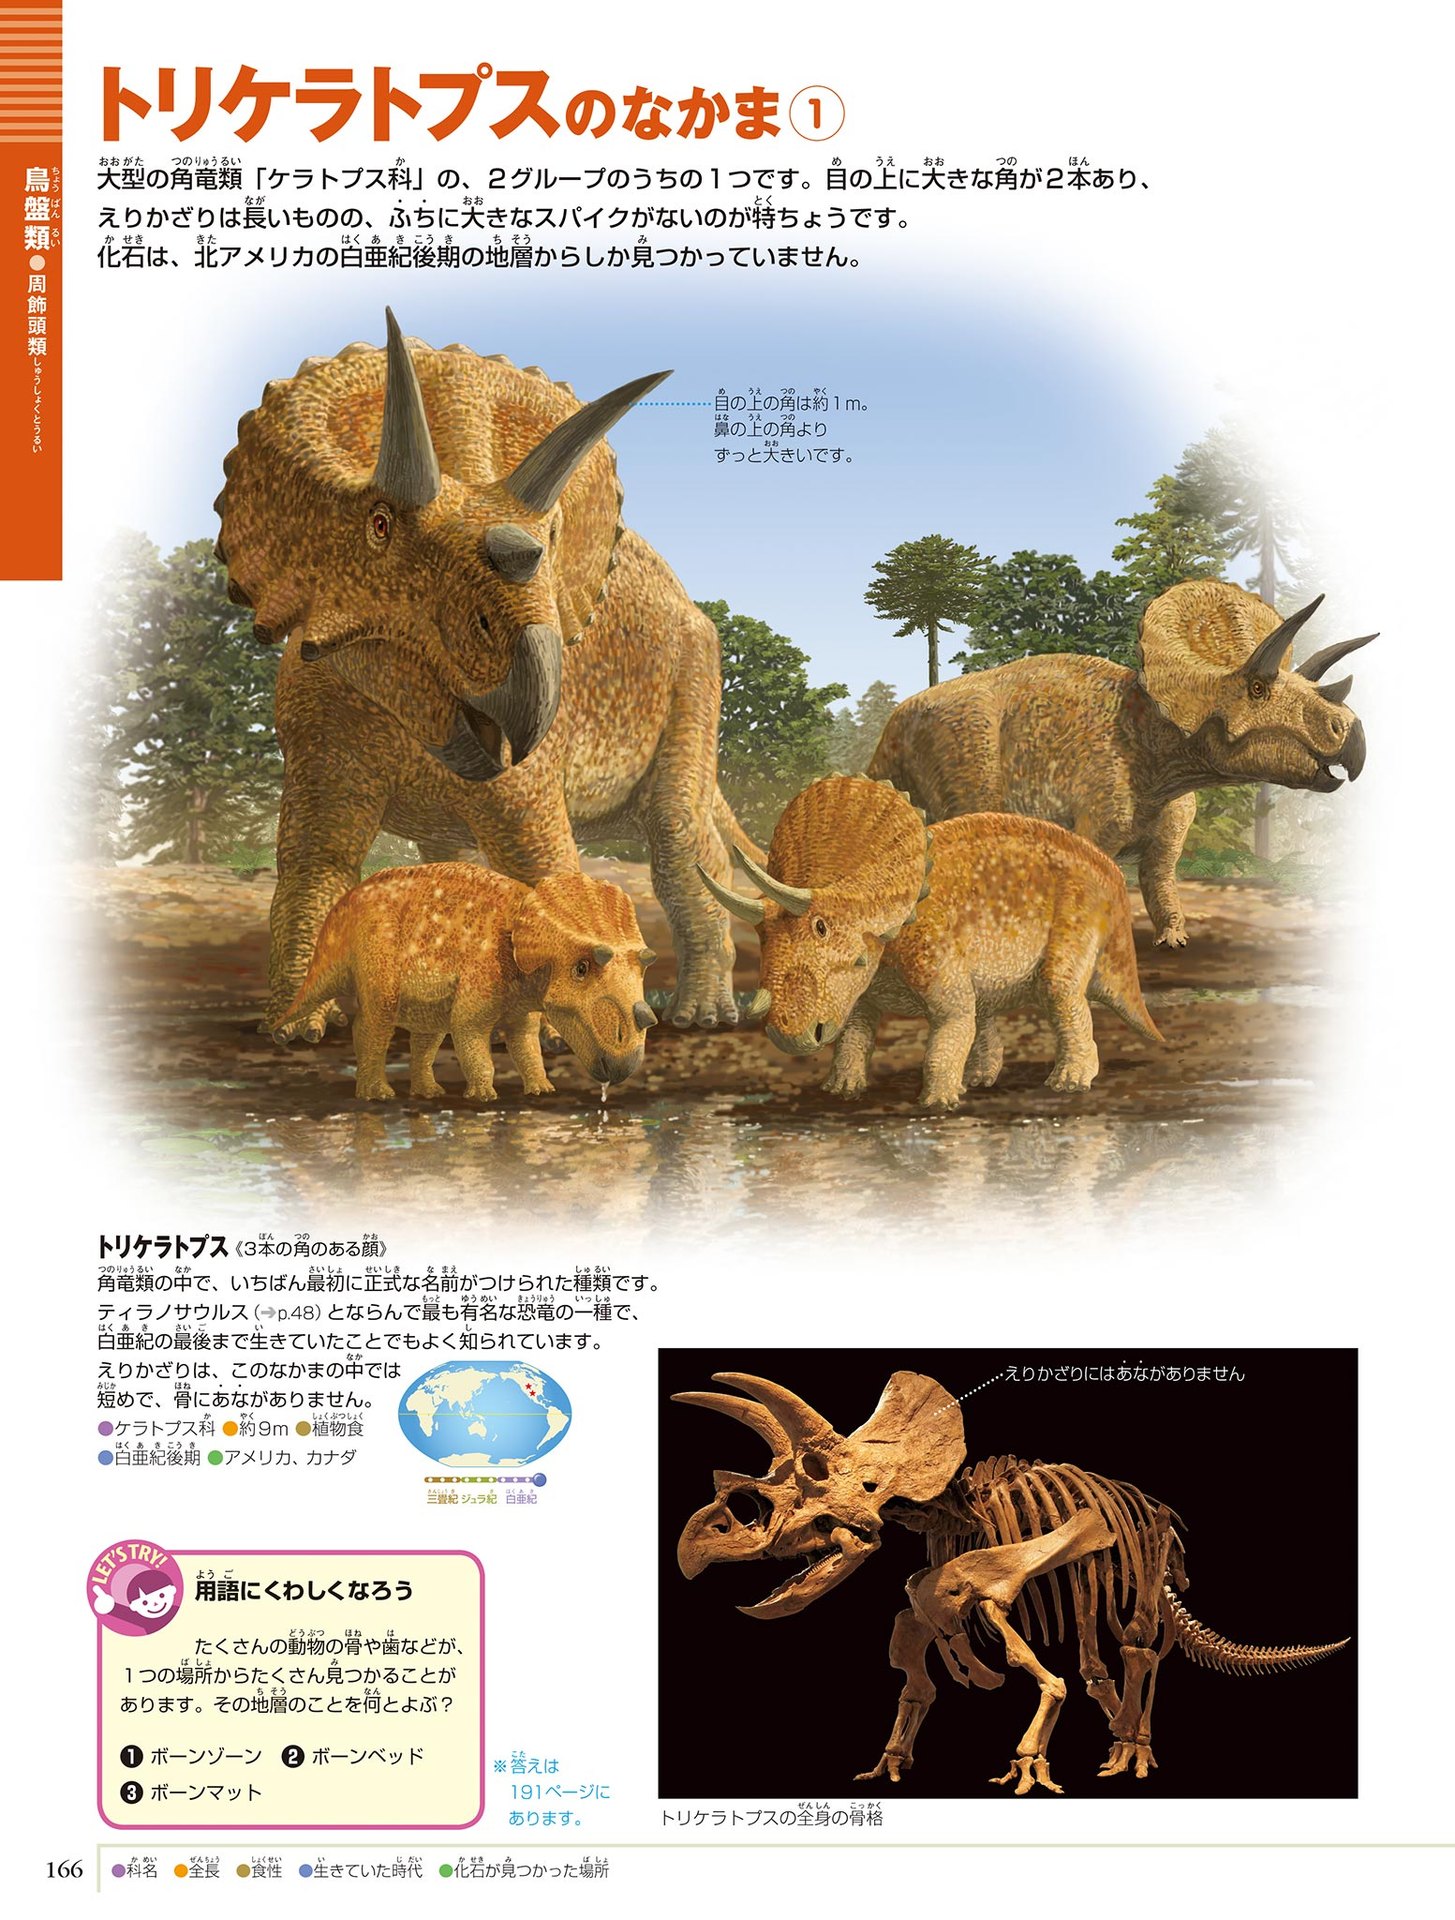 トリケラトプスのなかま①
大型の角竜類「ケラトプス科」の、2グループのうちの1つです。目の上に大きな角が2本あり、
えりかざりは長いものの、ふちに大きなスパイクがないのが特ちょうです。
化石は、北アメリカの白亜紀後期の地層からしか見つかっていません。
鳥盤類●周飾頭類しゅうしょくとうるい
目の上の角は約1m。
鼻の上の角より
ずっと大きいです。
トリケラトプス《3本の角のある顔》
角竜類の中で、いちばん最初に正式な名前がつけられた種類です。
ティラノサウルス(➔p.48)とならんで最も有名な恐竜の一種で、
白亜紀の最後まで生きていたことでもよく知られています。
えりかざりは、このなかまの中では
短めで、骨にあながありません。
●ケラトプス科 ●約9m ●植物食
●白亜紀後期 ●アメリカ、カナダ
三畳紀 ジュラ紀 白亜紀
えりかざりにはあながありません
トリケラトプスの全身の骨格
LET'S TRY!
用語にくわしくなろう
たくさんの動物の骨や歯などが、
1つの場所からたくさん見つかることが
あります。その地層のことを何とよぶ?
❶ ボーンゾーン ❷ ボーンベッド
❸ ボーンマット
※答えは
191ページに
あります。
166 ●科名 ●全長 ●食性 ●生きていた時代 ●化石が見つかった場所